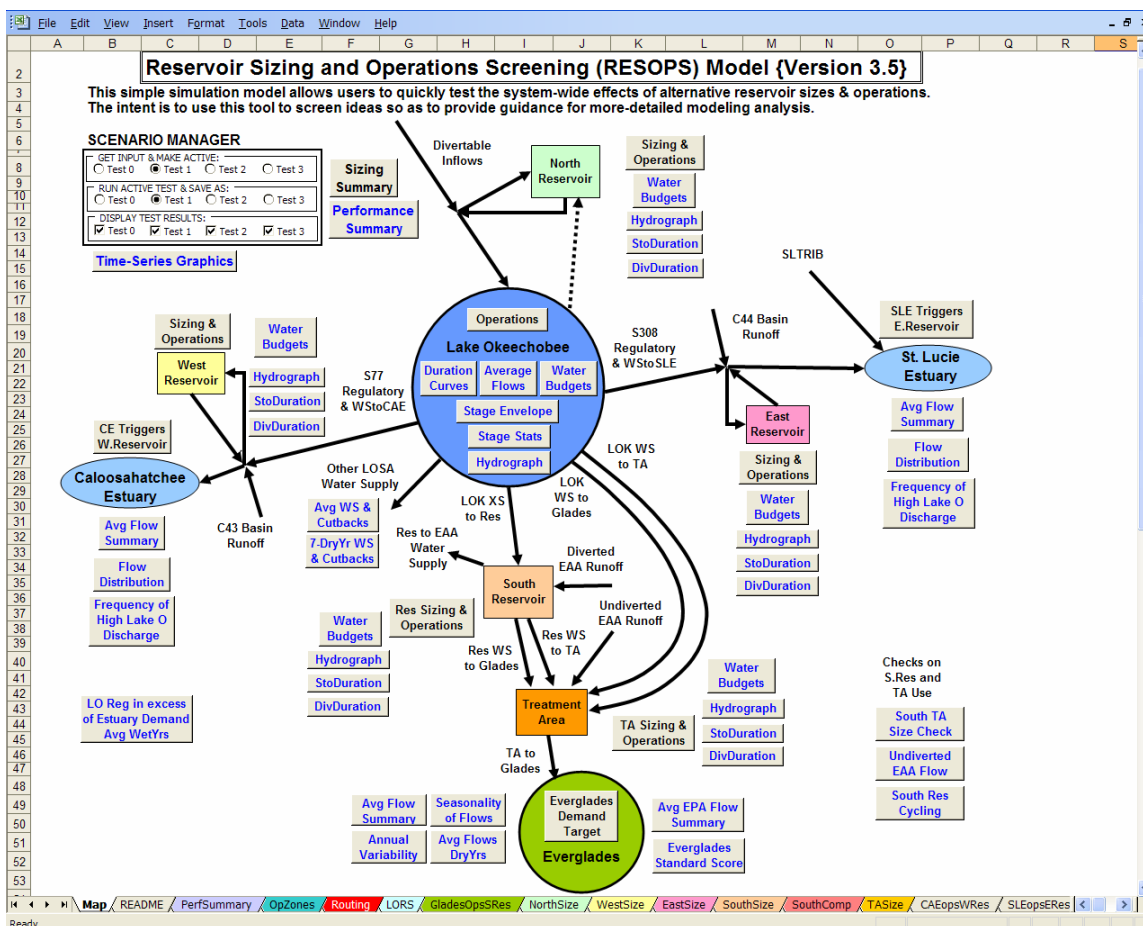 File Edit View Insert Format Tools Data Window Help
A B C D E F G H I J K L M N O P Q R S
Reservoir Sizing and Operations Screening (RESOPS) Model {Version 3.5}
This simple simulation model allows users to quickly test the system-wide effects of alternative reservoir sizes & operations.
The intent is to use this tool to screen ideas so as to provide guidance for more-detailed modeling analysis.
SCENARIO MANAGER
GET INPUT & MAKE ACTIVE:
Test 0 Test 1 Test 2 Test 3
RUN ACTIVE TEST & SAVE AS:
Test 0 Test 1 Test 2 Test 3
DISPLAY TEST RESULTS:
Test 0 Test 1 Test 2 Test 3
Time-Series Graphics
Sizing
Summary
Performance
Summary
Divertable
Inflows
North
Reservoir
Sizing &
Operations
Water
Budgets
Hydrograph
StoDuration
DivDuration
SLTRIB
SLE Triggers
E.Reservoir
St. Lucie
Estuary
Avg Flow
Summary
Flow
Distribution
Frequency of
High Lake O
Discharge
C44 Basin
Runoff
S308
Regulatory
& WStoSLE
East
Reservoir
Sizing &
Operations
Water
Budgets
Hydrograph
StoDuration
DivDuration
Operations
Lake Okeechobee
Duration
Curves
Average
Flows
Water
Budgets
Stage Envelope
Stage Stats
Hydrograph
Sizing &
Operations
West
Reservoir
Water
Budgets
Hydrograph
StoDuration
DivDuration
S77
Regulatory
& WStoCAE
CE Triggers
W.Reservoir
Caloosahatchee
Estuary
Avg Flow
Summary
Flow
Distribution
Frequency of
High Lake O
Discharge
C43 Basin
Runoff
LO Reg in excess
of Estuary Demand
Avg WetYrs
Other LOSA
Water Supply
Avg WS &
Cutbacks
7-DryYr WS
& Cutbacks
LOK XS
to Res
LOK
WS to
Glades
LOK WS
to TA
Res to EAA
Water
Supply
Diverted
EAA Runoff
South
Reservoir
Undiverted
EAA Runoff
Res Sizing &
Operations
Water
Budgets
Hydrograph
StoDuration
DivDuration
Res WS
to Glades
Res WS
to TA
Treatment
Area
TA Sizing &
Operations
Water
Budgets
Hydrograph
StoDuration
DivDuration
TA to
Glades
Everglades
Demand
Target
Everglades
Avg Flow
Summary
Seasonality
of Flows
Annual
Variability
Avg Flows
DryYrs
Avg EPA Flow
Summary
Everglades
Standard Score
Checks on
S.Res and
TA Use
South TA
Size Check
Undiverted
EAA Flow
South Res
Cycling
Map README PerfSummary OpZones Routing LORS GladesOpsSRes NorthSize WestSize EastSize SouthSize SouthComp TASize CAEopsWRes SLEopsERes
Ready